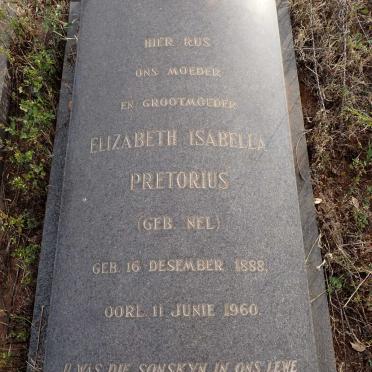 HIER RUS
ONS MOEDER
EN GROOTMOEDER
ELIZABETH ISABELLA
PRETORIUS
(GEB. NEL)
GEB. 16 DESEMBER 1888.
OORL. 11 JUNIE 1960.
U WAS DIE SONSKYN IN ONS LEWE